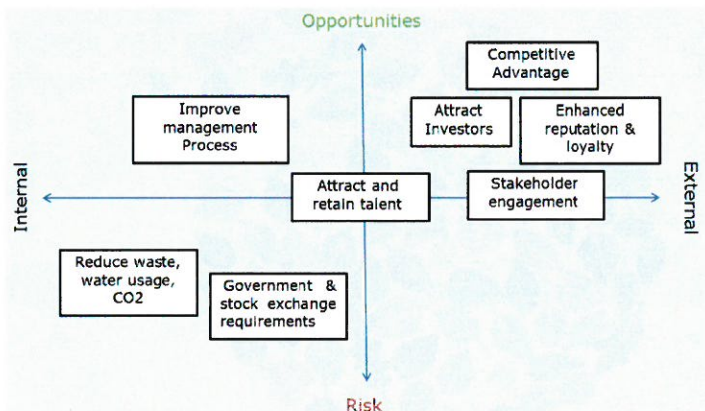 Opportunities
Competitive
Advantage
Improve
management
Process
Attract
Investors
Enhanced
reputation &
loyalty
Internal
Attract and
retain talent
Stakeholder
engagement
External
Reduce waste,
water usage,
CO2
Government &
stock exchange
requirements
Risk